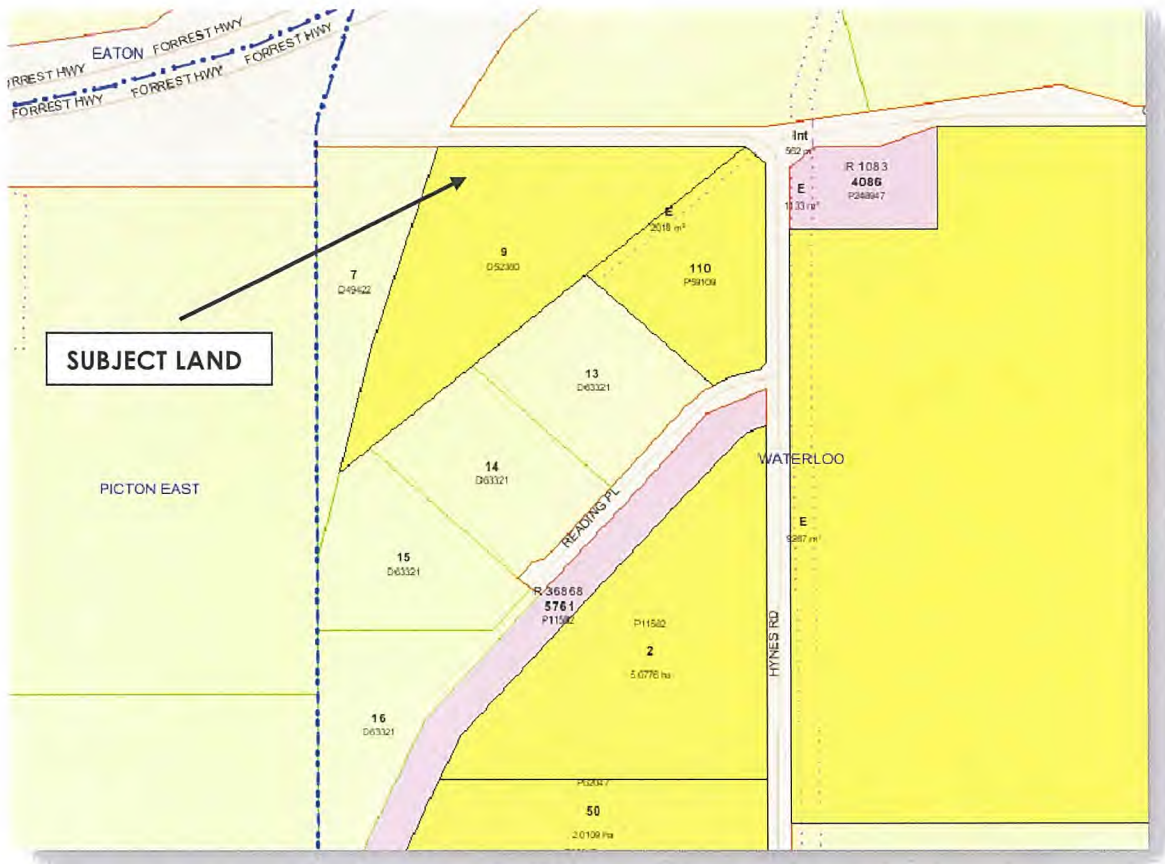 EATON
FORREST HWY
FORREST HWY
FORREST HWY
FORREST HWY
FORREST HWY
Int
562 m²
R 1083
4086
P248947
E
E
2018 m²
9
D52380
110
P59109
7
D49422
SUBJECT LAND
13
D63321
14
D63321
WATERLOO
PICTON EAST
READING PL
E
15
D63321
R 36868
5761
P11582
P11582
2
5.0776 ha
HYNES RD
16
D63321
50
2.0109 ha